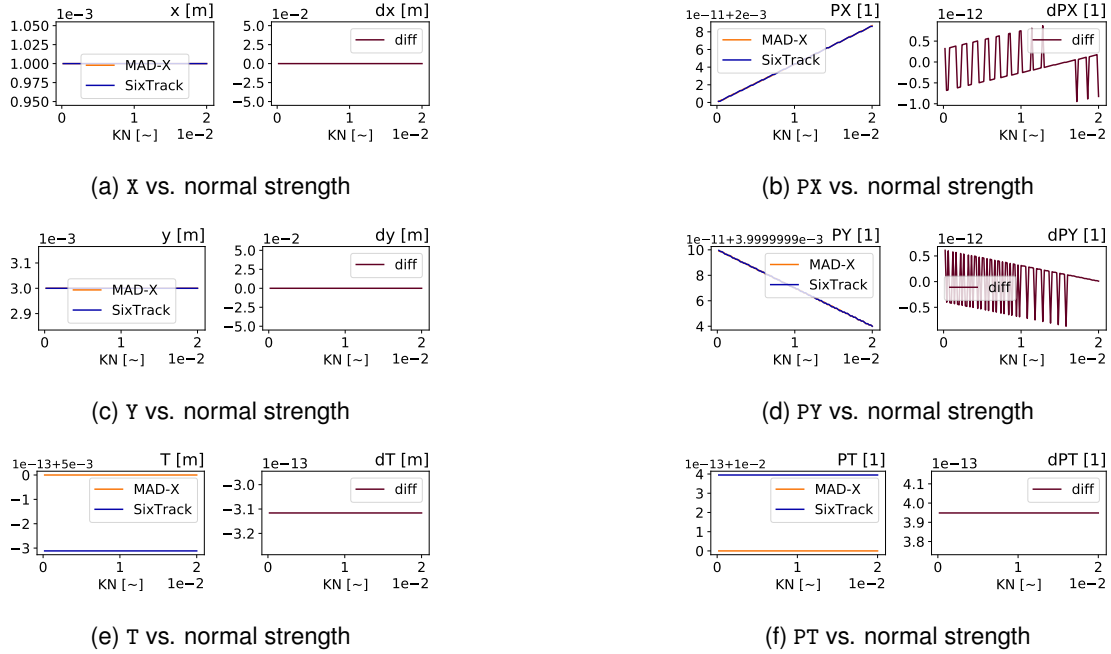 1e−3
x [m]
1.050
1.025
1.000
0.975
0.950
MAD-X
SixTrack
0
1
2
KN [~]
1e−2
1e−2
dx [m]
5.0
2.5
0.0
−2.5
−5.0
diff
0
1
2
KN [~]
1e−2
1e−11+2e−3
PX [1]
8
6
4
2
0
MAD-X
SixTrack
0
1
2
KN [~]
1e−2
1e−12
dPX [1]
0.5
0.0
−0.5
−1.0
diff
0
1
2
KN [~]
1e−2
(a) X vs. normal strength
(b) PX vs. normal strength
1e−3
y [m]
3.1
3.0
2.9
MAD-X
SixTrack
0
1
2
KN [~]
1e−2
1e−2
dy [m]
5.0
2.5
0.0
−2.5
−5.0
diff
0
1
2
KN [~]
1e−2
1e−11+3.9999999e−3
PY [1]
10
8
6
4
MAD-X
SixTrack
0
1
2
KN [~]
1e−2
1e−12
dPY [1]
0.5
0.0
−0.5
diff
0
1
2
KN [~]
1e−2
(c) Y vs. normal strength
(d) PY vs. normal strength
1e−13+5e−3
T [m]
0
−1
−2
−3
MAD-X
SixTrack
0
1
2
KN [~]
1e−2
1e−13
dT [m]
−3.0
−3.1
−3.2
diff
0
1
2
KN [~]
1e−2
1e−13+1e−2
PT [1]
4
3
2
1
0
MAD-X
SixTrack
0
1
2
KN [~]
1e−2
1e−13
dPT [1]
4.1
4.0
3.9
3.8
diff
0
1
2
KN [~]
1e−2
(e) T vs. normal strength
(f) PT vs. normal strength